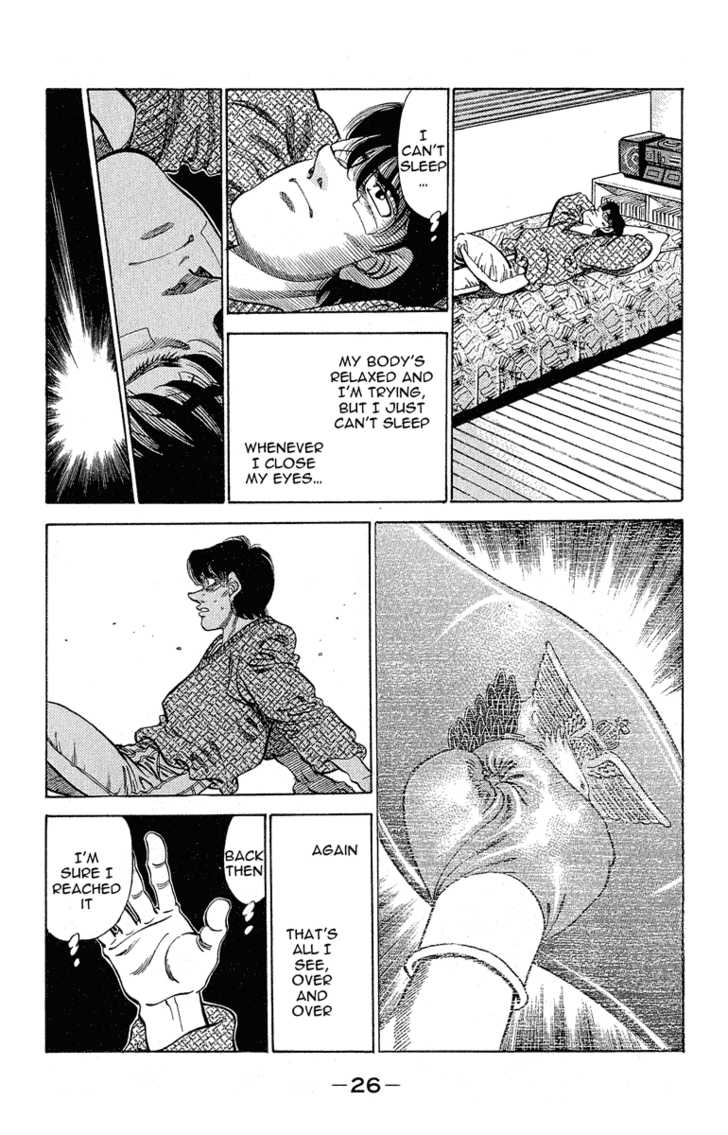 I
CAN'T
SLEEP
...
MY BODY'S
RELAXED AND
I'M TRYING,
BUT I JUST
CAN'T SLEEP
WHENEVER
I CLOSE
MY EYES...
AGAIN
THAT'S
ALL I
SEE,
OVER
AND
OVER
BACK
THEN
I'M
SURE I
REACHED
IT
-26-